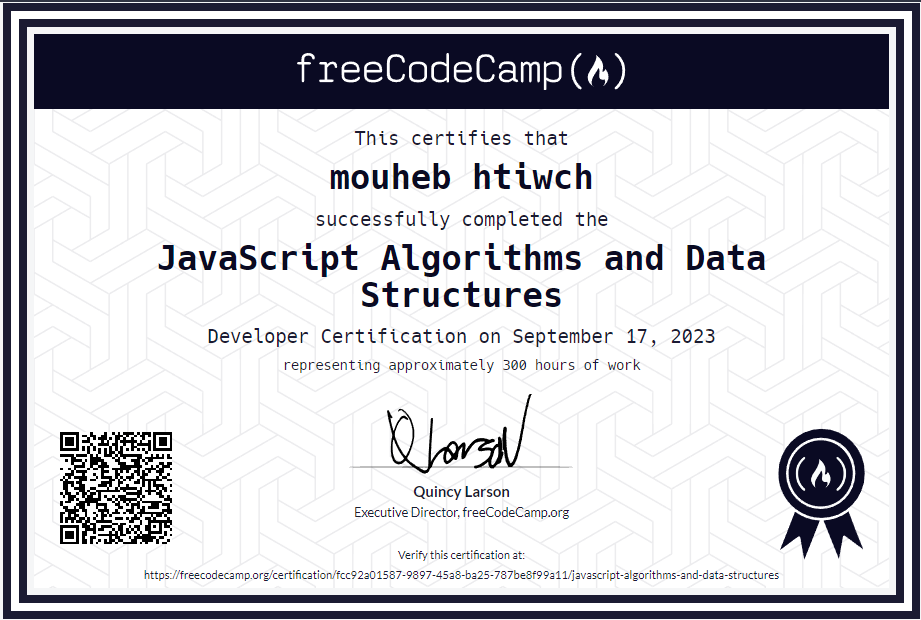 freeCodeCamp
This certifies that
mouheb htiwch
successfully completed the
JavaScript Algorithms and Data
Structures
Developer Certification on September 17, 2023
representing approximately 300 hours of work
Q Larson
Quincy Larson
Executive Director, freeCodeCamp.org
Verify this certification at:
https://freecodecamp.org/certification/fcc92a01587-9897-45a8-ba25-787be8f99a11/javascript-algorithms-and-data-structures